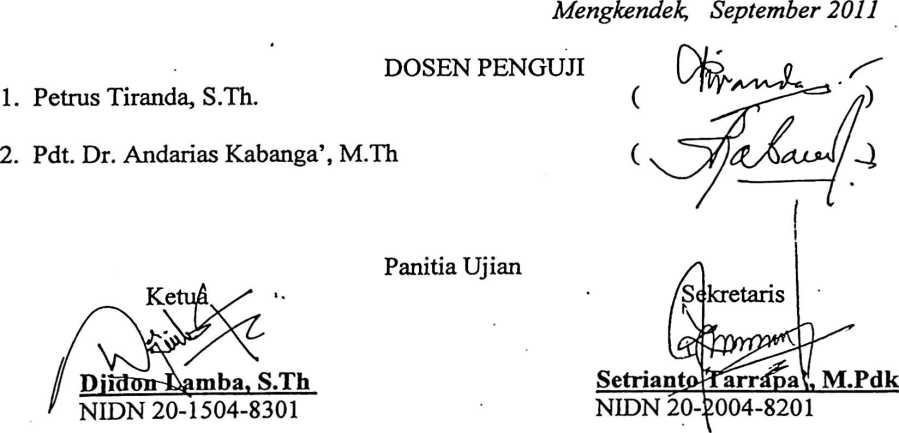 Mengkendek, September 2011
DOSEN PENGUJI
1. Petrus Tiranda, S.Th. ( )
2. Pdt. Dr. Andarias Kabanga', M.Th ( )
Panitia Ujian
Ketua Sekretaris
Djidon Lamba, S.Th Setrianto Tarrapa', M.Pdk
NIDN 20-1504-8301 NIDN 20-2004-8201